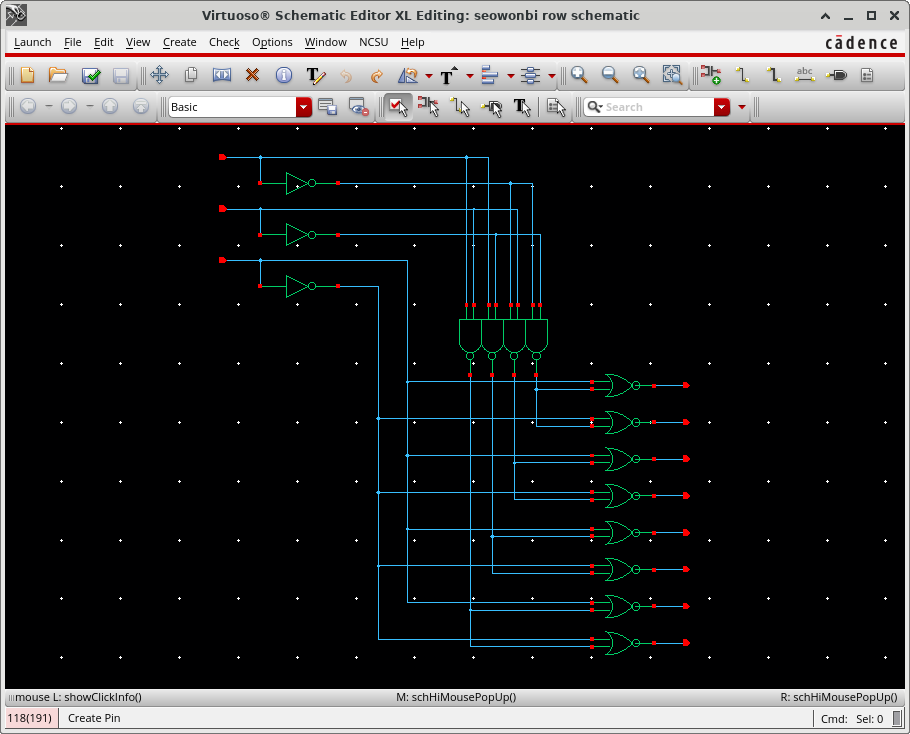 Virtuoso® Schematic Editor XL Editing: seowonbi row schematic
Launch File Edit View Create Check Options Window NCSU Help
cādence
abc
Basic
Search
mouse L: showClickInfo() M: schHiMousePopUp() R: schHiMousePopUp()
118(191) Create Pin Cmd: Sel: 0